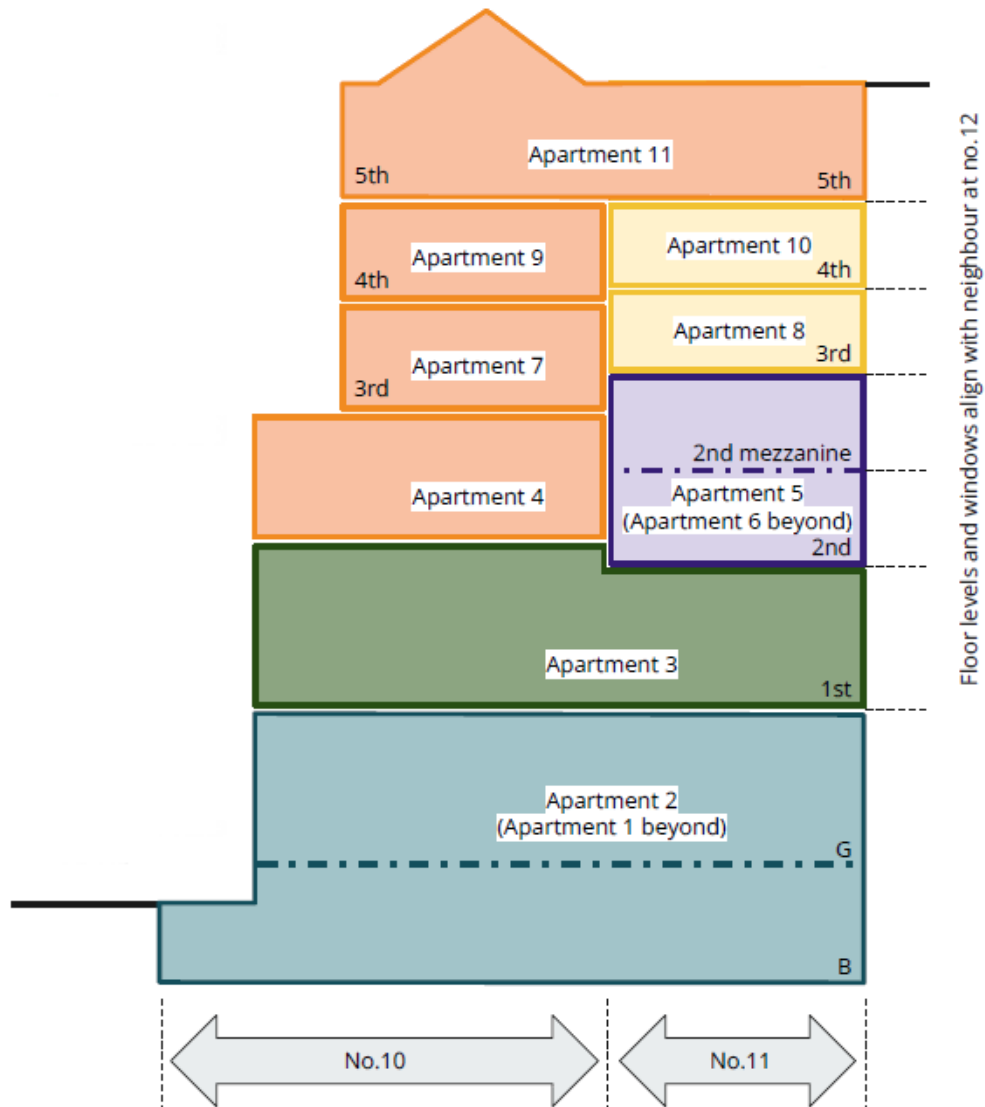 Apartment 11
5th
5th
Apartment 9
4th
Apartment 10
4th
Apartment 8
3rd
Apartment 7
3rd
2nd mezzanine
Apartment 4
Apartment 5
(Apartment 6 beyond)
2nd
Apartment 3
1st
Apartment 2
(Apartment 1 beyond)
G
B
No.10
No.11
Floor levels and windows align with neighbour at no.12